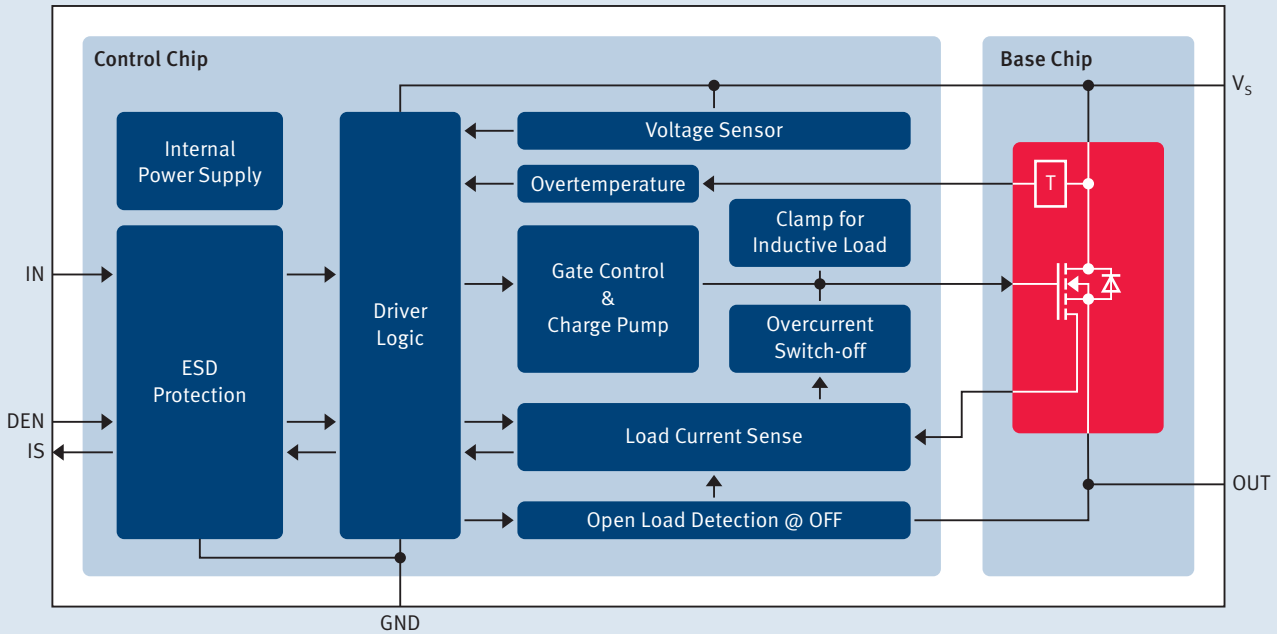 Control Chip
Base Chip
V_S
Internal
Power Supply
Voltage Sensor
Overtemperature
T
Clamp for
Inductive Load
IN
Gate Control
&
Charge Pump
Driver
Logic
Overcurrent
Switch-off
ESD
Protection
DEN
IS
Load Current Sense
OUT
Open Load Detection @ OFF
GND